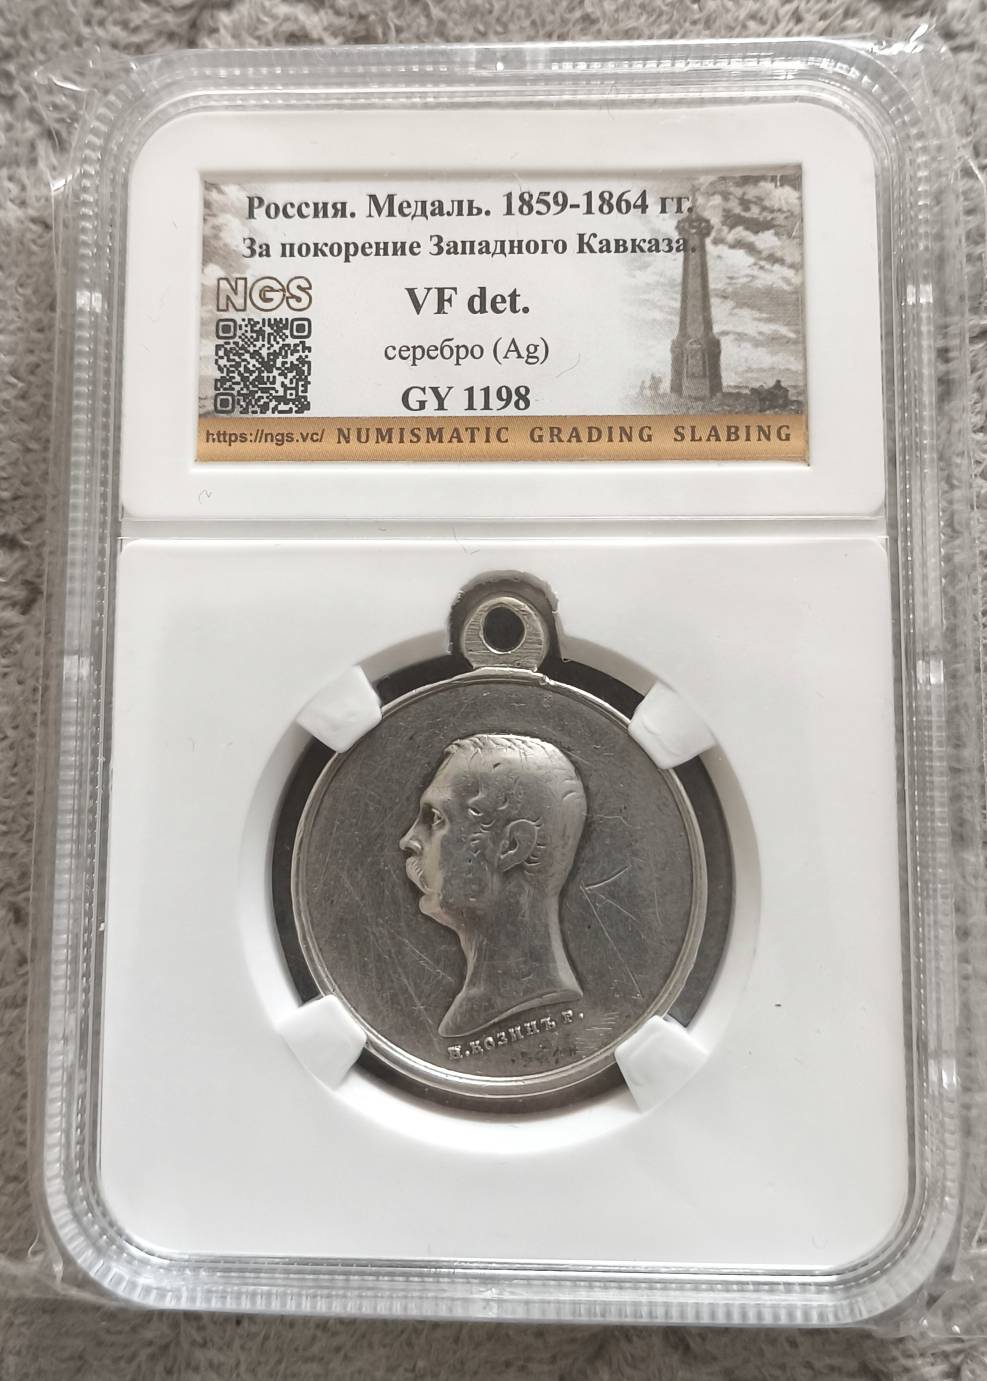 Россия. Медаль. 1859-1864 гг.
За покорение Западного Кавказа.
NGS
VF det.
серебро (Ag)
GY 1198
https://ngs.vc/ NUMISMATIC GRADING SLABING
Н.КОЗИНЪ Р.